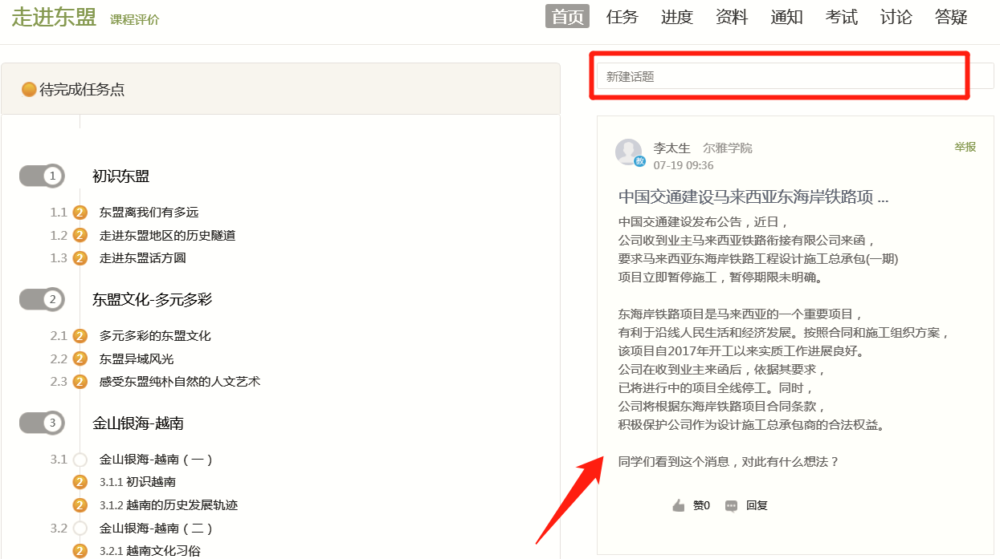 走进东盟 课程评价
首页 任务 进度 资料 通知 考试 讨论 答疑
待完成任务点
1 初识东盟
1.1 2 东盟离我们有多远
1.2 2 走进东盟地区的历史隧道
1.3 2 走进东盟话方圆
2 东盟文化-多元多彩
2.1 2 多元多彩的东盟文化
2.2 2 东盟异域风光
2.3 2 感受东盟纯朴自然的人文艺术
3 金山银海-越南
3.1 金山银海-越南（一）
2 3.1.1 初识越南
2 3.1.2 越南的历史发展轨迹
3.2 金山银海-越南（二）
2 3.2.1 越南文化习俗
新建话题
李太生 尔雅学院 举报
教
07-19 09:36
中国交通建设马来西亚东海岸铁路项 ...
中国交通建设发布公告，近日，
公司收到业主马来西亚铁路衔接有限公司来函，
要求马来西亚东海岸铁路工程设计施工总承包(一期)
项目立即暂停施工，暂停期限未明确。
东海岸铁路项目是马来西亚的一个重要项目，
有利于沿线人民生活和经济发展。按照合同和施工组织方案，
该项目自2017年开工以来实质工作进展良好。
公司在收到业主来函后，依据其要求，
已将进行中的项目全线停工。同时，
公司将根据东海岸铁路项目合同条款，
积极保护公司作为设计施工总承包商的合法权益。
同学们看到这个消息，对此有什么想法？
赞0 回复